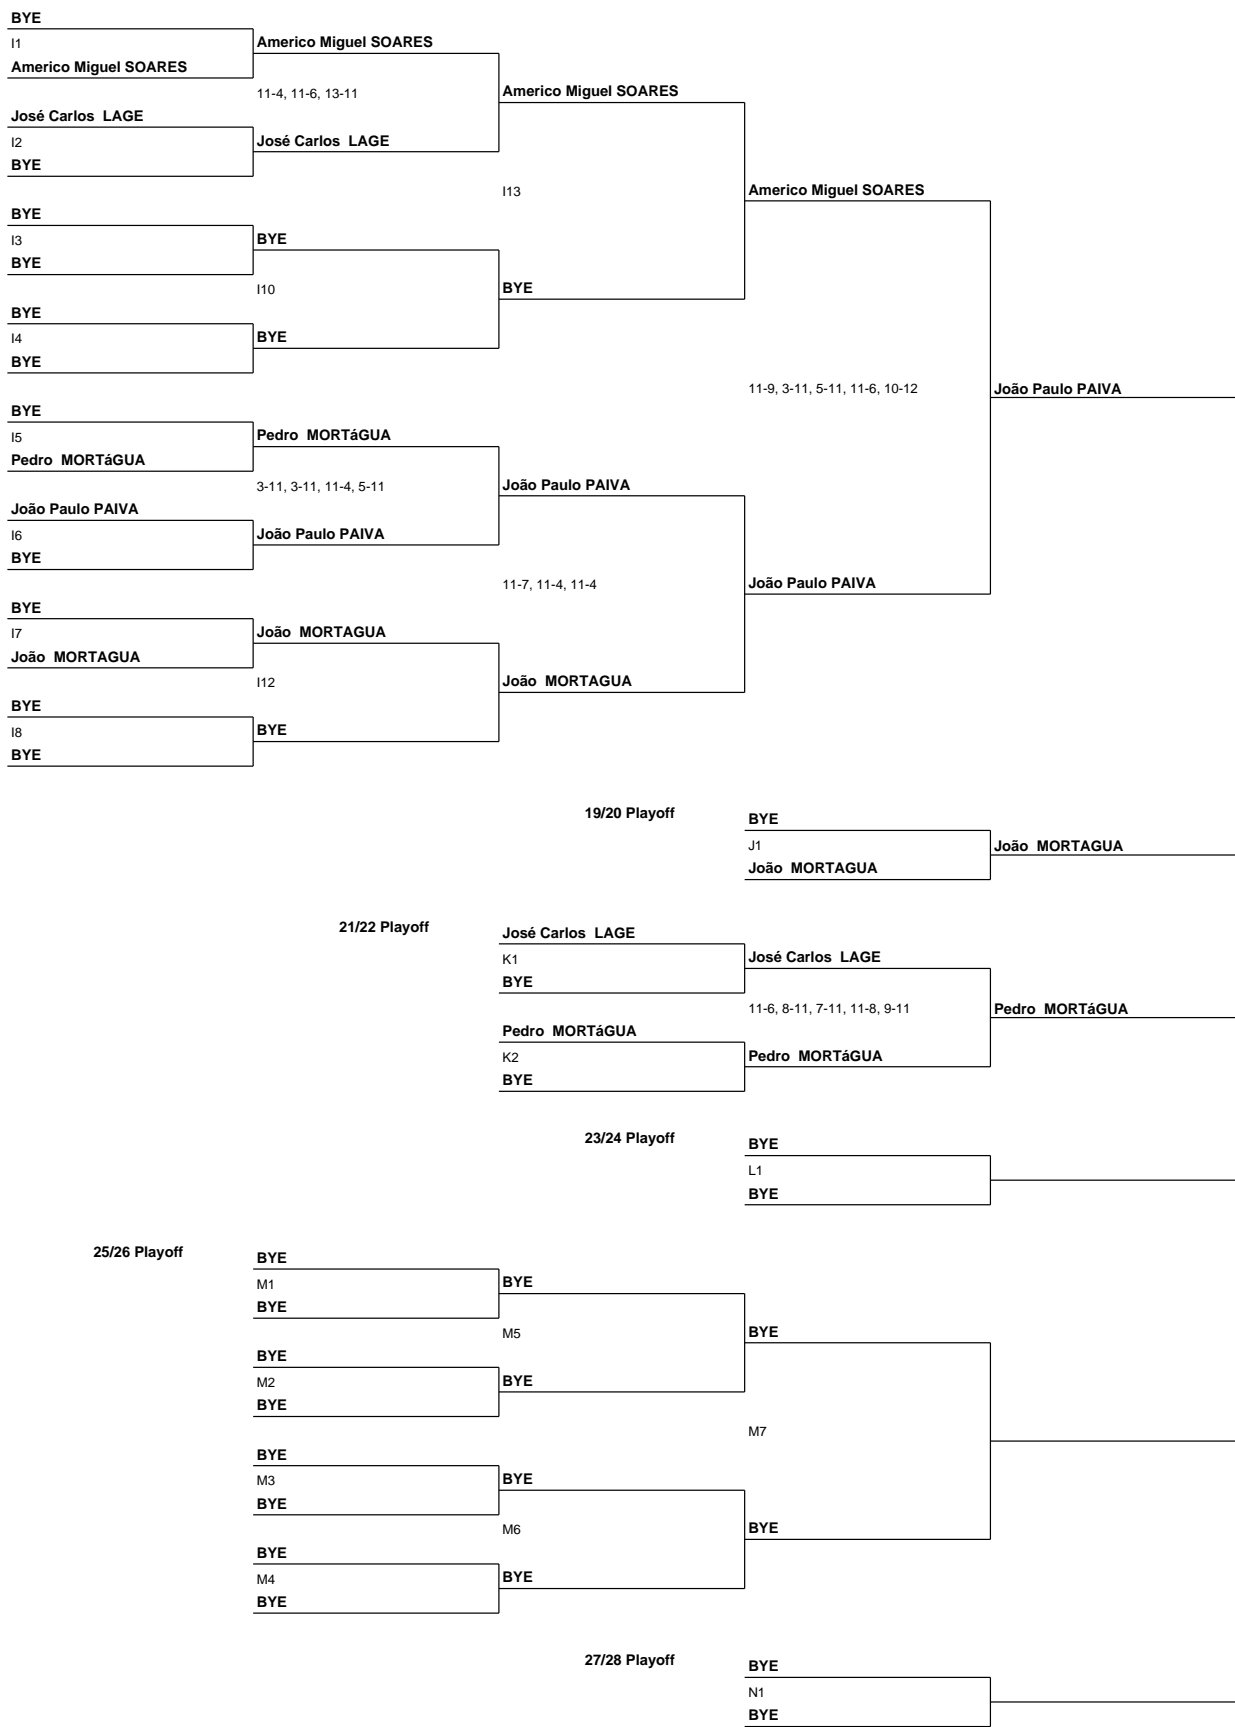 BYE
I1
Americo Miguel SOARES
Americo Miguel SOARES
11-4, 11-6, 13-11
Americo Miguel SOARES
José Carlos LAGE
I2
José Carlos LAGE
BYE
I13
Americo Miguel SOARES
BYE
I3
BYE
BYE
I10
BYE
BYE
I4
BYE
BYE
11-9, 3-11, 5-11, 11-6, 10-12
João Paulo PAIVA
BYE
I5
Pedro MORTáGUA
Pedro MORTáGUA
3-11, 3-11, 11-4, 5-11
João Paulo PAIVA
João Paulo PAIVA
I6
João Paulo PAIVA
BYE
11-7, 11-4, 11-4
João Paulo PAIVA
BYE
I7
João MORTAGUA
João MORTAGUA
I12
João MORTAGUA
BYE
I8
BYE
BYE
19/20 Playoff
BYE
J1
João MORTAGUA
João MORTAGUA
21/22 Playoff
José Carlos LAGE
K1
José Carlos LAGE
BYE
11-6, 8-11, 7-11, 11-8, 9-11
Pedro MORTáGUA
Pedro MORTáGUA
K2
Pedro MORTáGUA
BYE
23/24 Playoff
BYE
L1
BYE
25/26 Playoff
BYE
M1
BYE
BYE
M5
BYE
BYE
M2
BYE
BYE
M7
BYE
M3
BYE
BYE
M6
BYE
BYE
M4
BYE
BYE
27/28 Playoff
BYE
N1
BYE